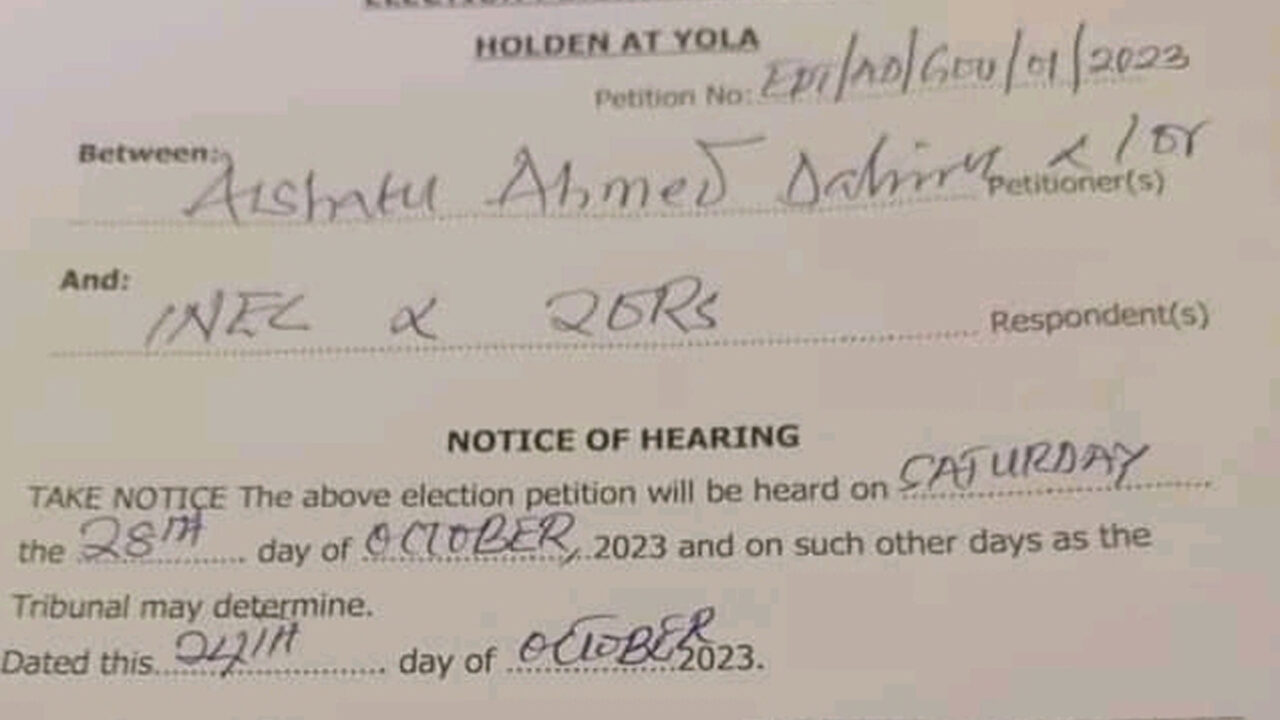 HOLDEN AT YOLA
Petition No: EPT/AD/GOV/01/2023
Between: Aishatu Ahmed Dahiru & 1 or Petitioner(s)
And: INEC & 2ORS Respondent(s)
NOTICE OF HEARING
TAKE NOTICE The above election petition will be heard on SATURDAY
the 28TH day of OCTOBER, 2023 and on such other days as the
Tribunal may determine.
Dated this 24TH day of OCTOBER 2023.